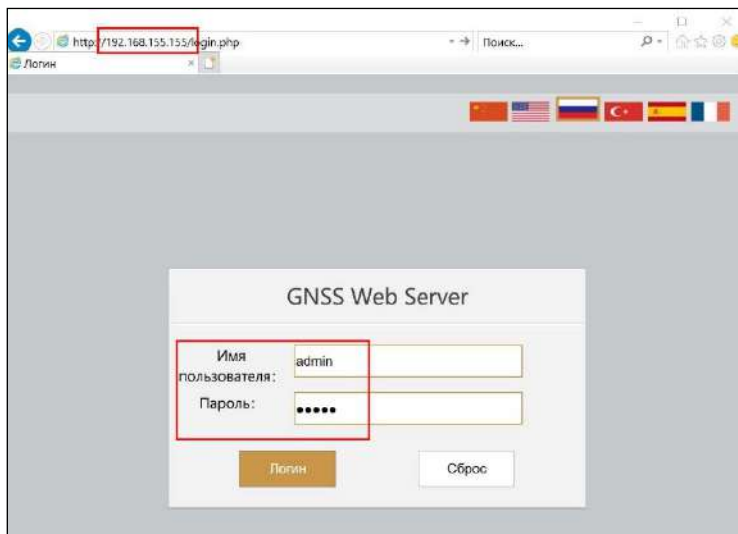 http://192.168.155.155/login.php
Поиск...
Логин
GNSS Web Server
Имя
пользователя:
admin
Пароль:
•••••
Логин
Сброс